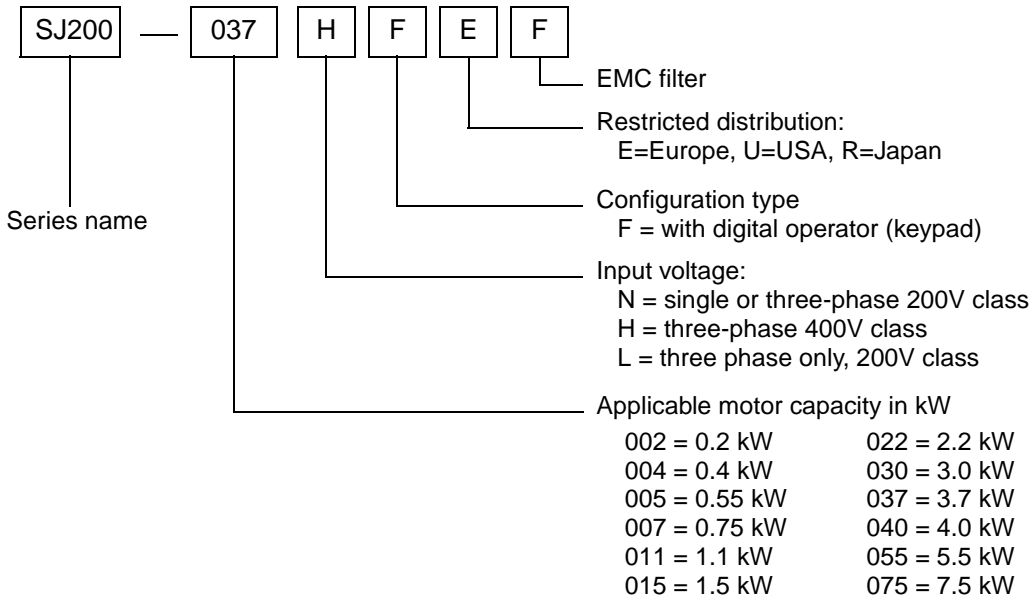 SJ200 — 037 H F E F
EMC filter
Restricted distribution:
E=Europe, U=USA, R=Japan
Series name
Configuration type
F = with digital operator (keypad)
Input voltage:
N = single or three-phase 200V class
H = three-phase 400V class
L = three phase only, 200V class
Applicable motor capacity in kW
002 = 0.2 kW 022 = 2.2 kW
004 = 0.4 kW 030 = 3.0 kW
005 = 0.55 kW 037 = 3.7 kW
007 = 0.75 kW 040 = 4.0 kW
011 = 1.1 kW 055 = 5.5 kW
015 = 1.5 kW 075 = 7.5 kW